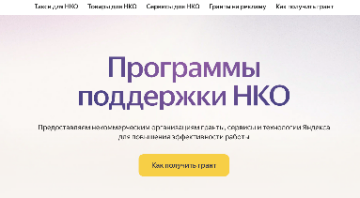 Такси для НКО Товары для НКО Сервисы для НКО Гранты на рекламу Как получить грант
Программы
поддержки НКО
Предоставляем некоммерческим организациям гранты, сервисы и технологии Яндекса
для повышения эффективности работы
Как получить грант